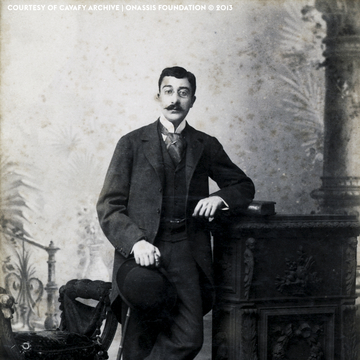 COURTESY OF CAVAFY ARCHIVE | ONASSIS FOUNDATION © 2013